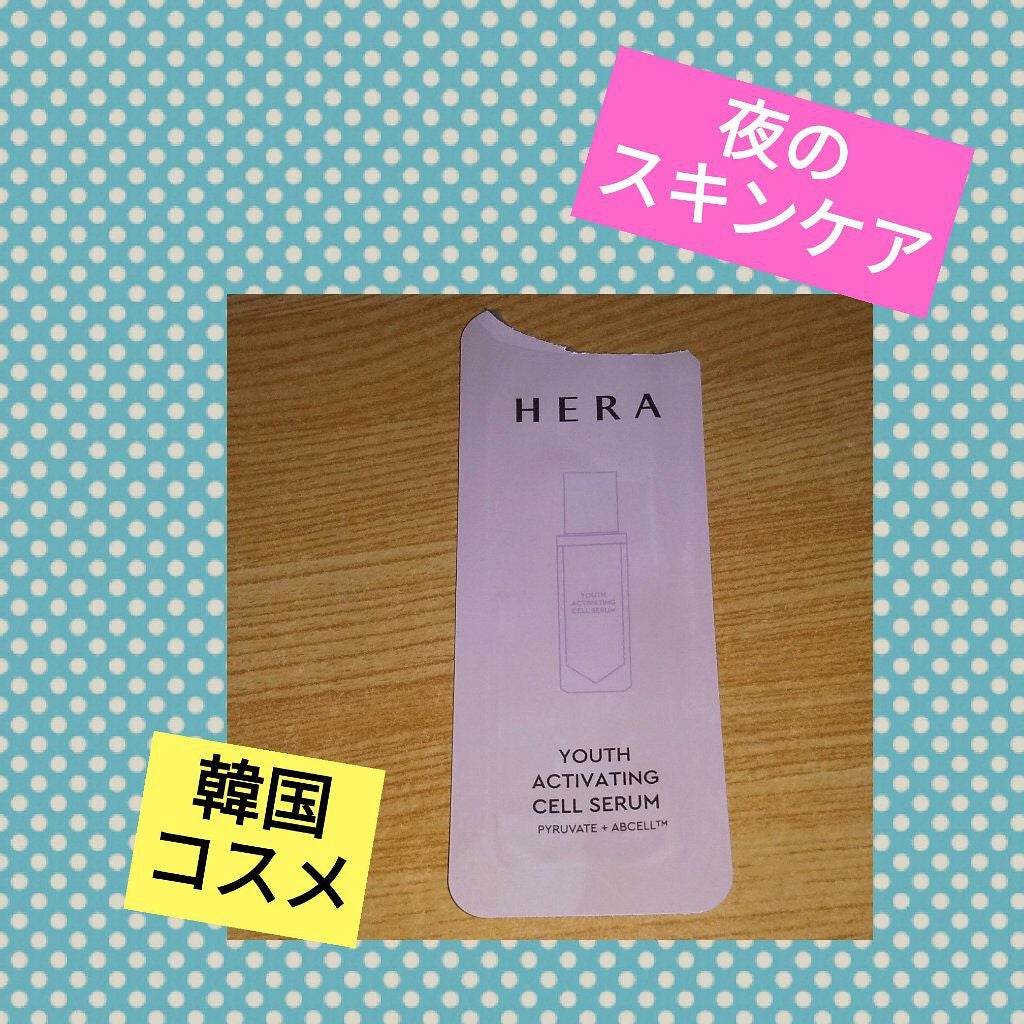 夜の
スキンケア
HERA
YOUTH
ACTIVATING
CELL SERUM
YOUTH
ACTIVATING
CELL SERUM
PYRUVATE + ABCELL™
韓国
コスメ